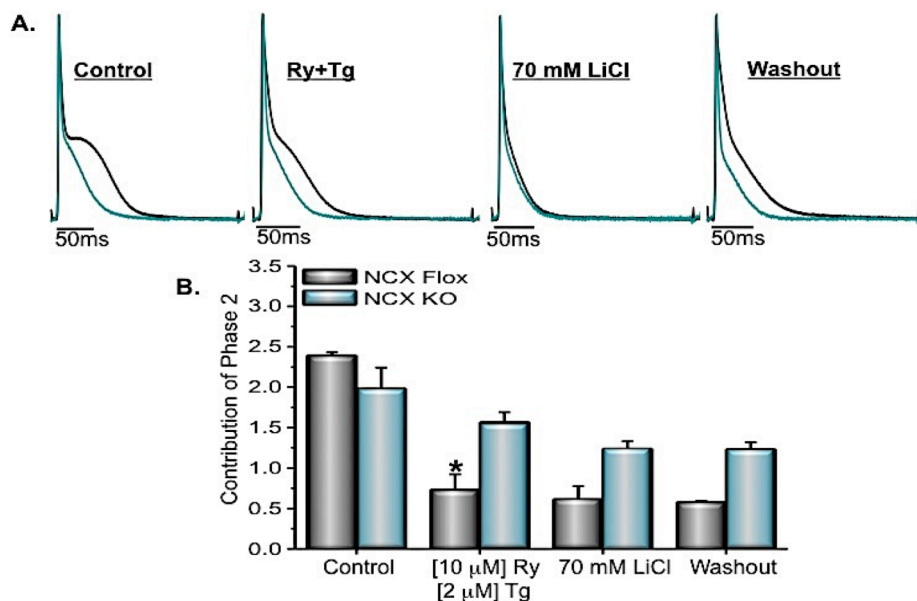 A.
Control
Ry+Tg
70 mM LiCl
Washout
50ms
50ms
50ms
50ms
B.
Contribution of Phase 2
3.5
3.0
2.5
2.0
1.5
1.0
0.5
0.0
NCX Flox
NCX KO
*
Control
[10 μM] Ry
[2 μM] Tg
70 mM LiCl
Washout